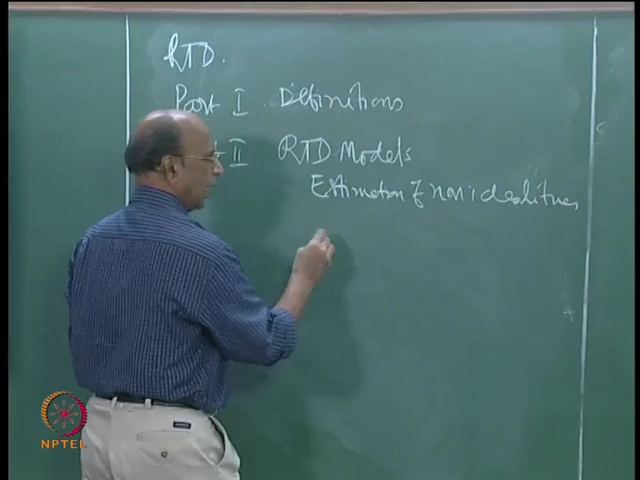 RTD.
Part I Definitions
II RTD Models
Estimation of non idealities
NPTEL